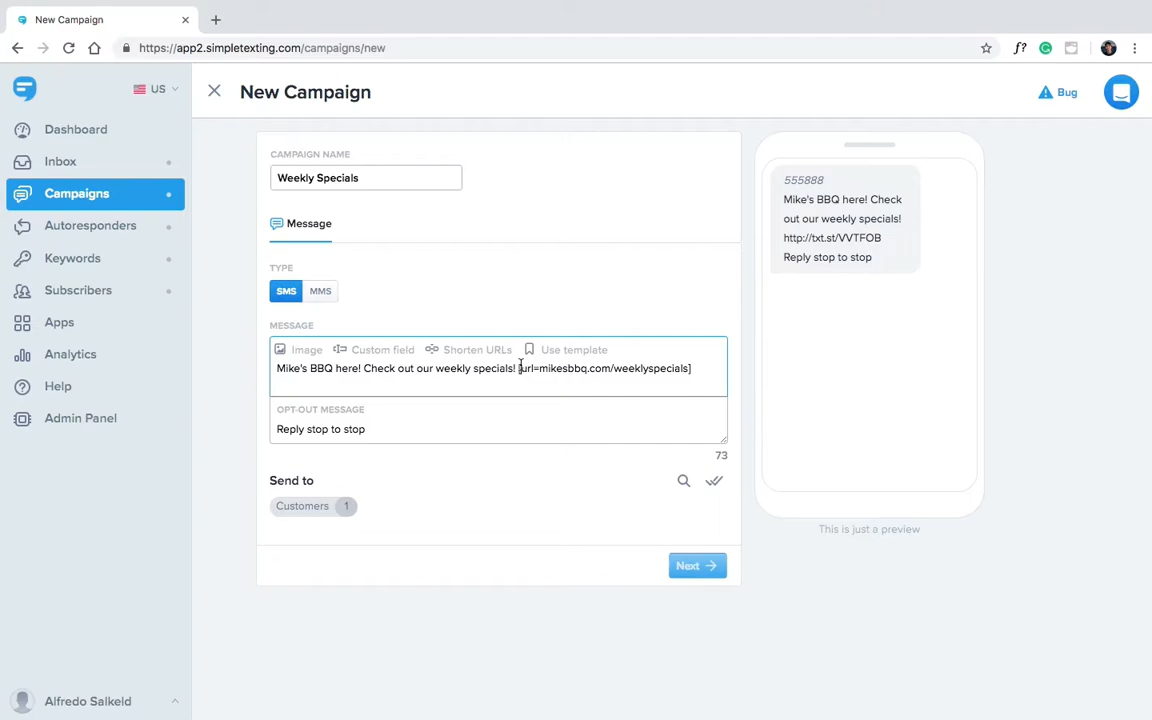 New Campaign
https://app2.simpletexting.com/campaigns/new
f?
US
New Campaign
Bug
Dashboard
Inbox
Campaigns
Autoresponders
Keywords
Subscribers
Apps
Analytics
Help
Admin Panel
Alfredo Salkeld
CAMPAIGN NAME
Weekly Specials
Message
TYPE
SMS MMS
MESSAGE
Image Custom field Shorten URLs Use template
Mike's BBQ here! Check out our weekly specials! [url=mikesbbq.com/weeklyspecials]
OPT-OUT MESSAGE
Reply stop to stop
73
Send to
Customers 1
Next
555888
Mike's BBQ here! Check
out our weekly specials!
http://txt.st/VVTFOB
Reply stop to stop
This is just a preview